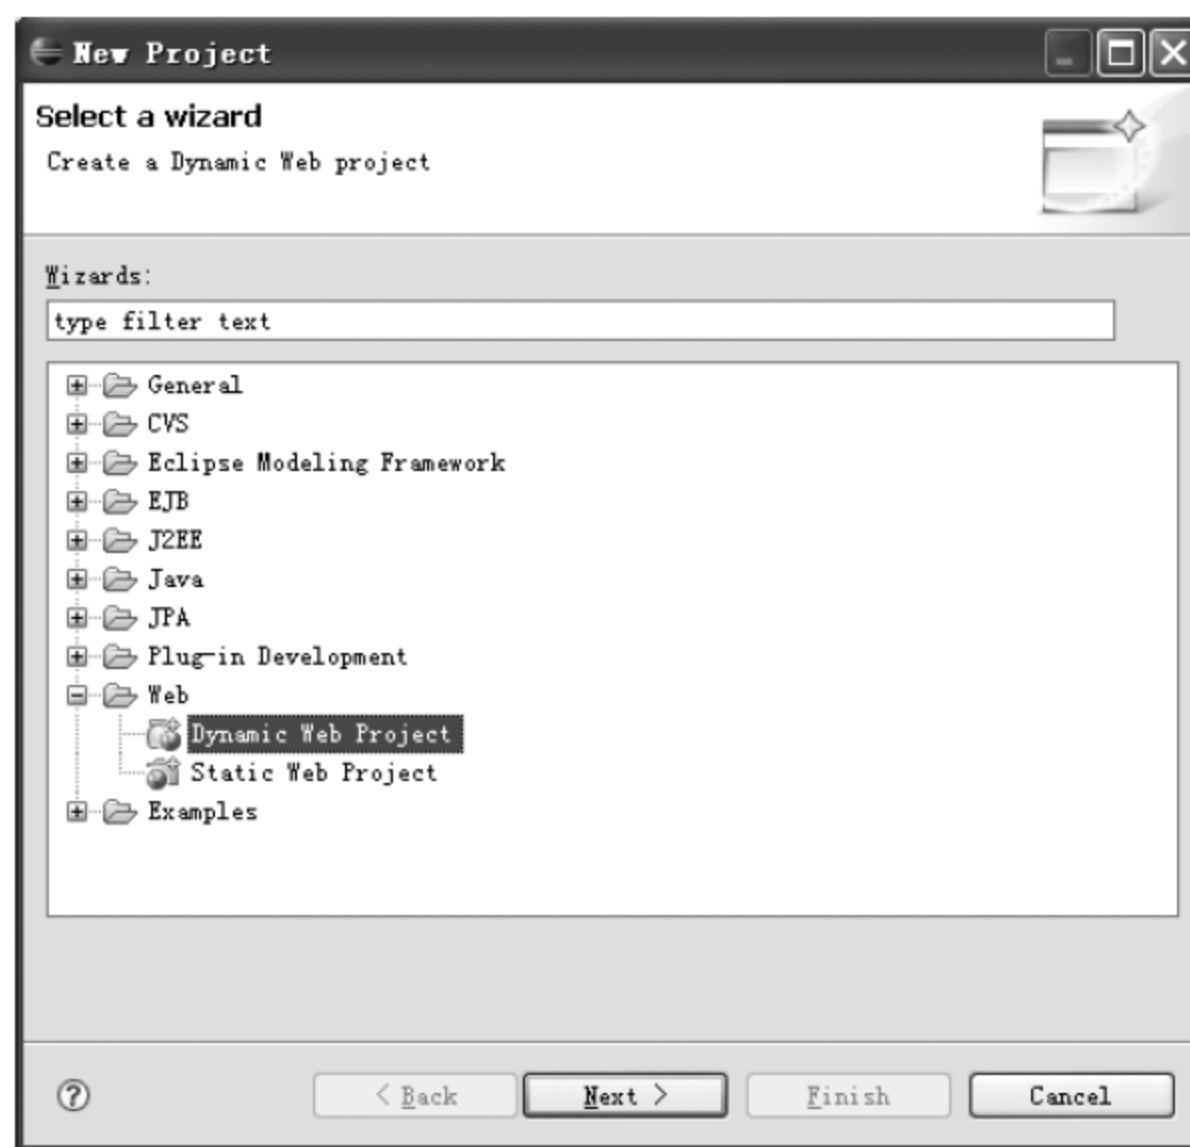 New Project
Select a wizard
Create a Dynamic Web project
Wizards:
type filter text
General
CVS
Eclipse Modeling Framework
EJB
J2EE
Java
JPA
Plug-in Development
Web
Dynamic Web Project
Static Web Project
Examples
? < Back Next > Finish Cancel